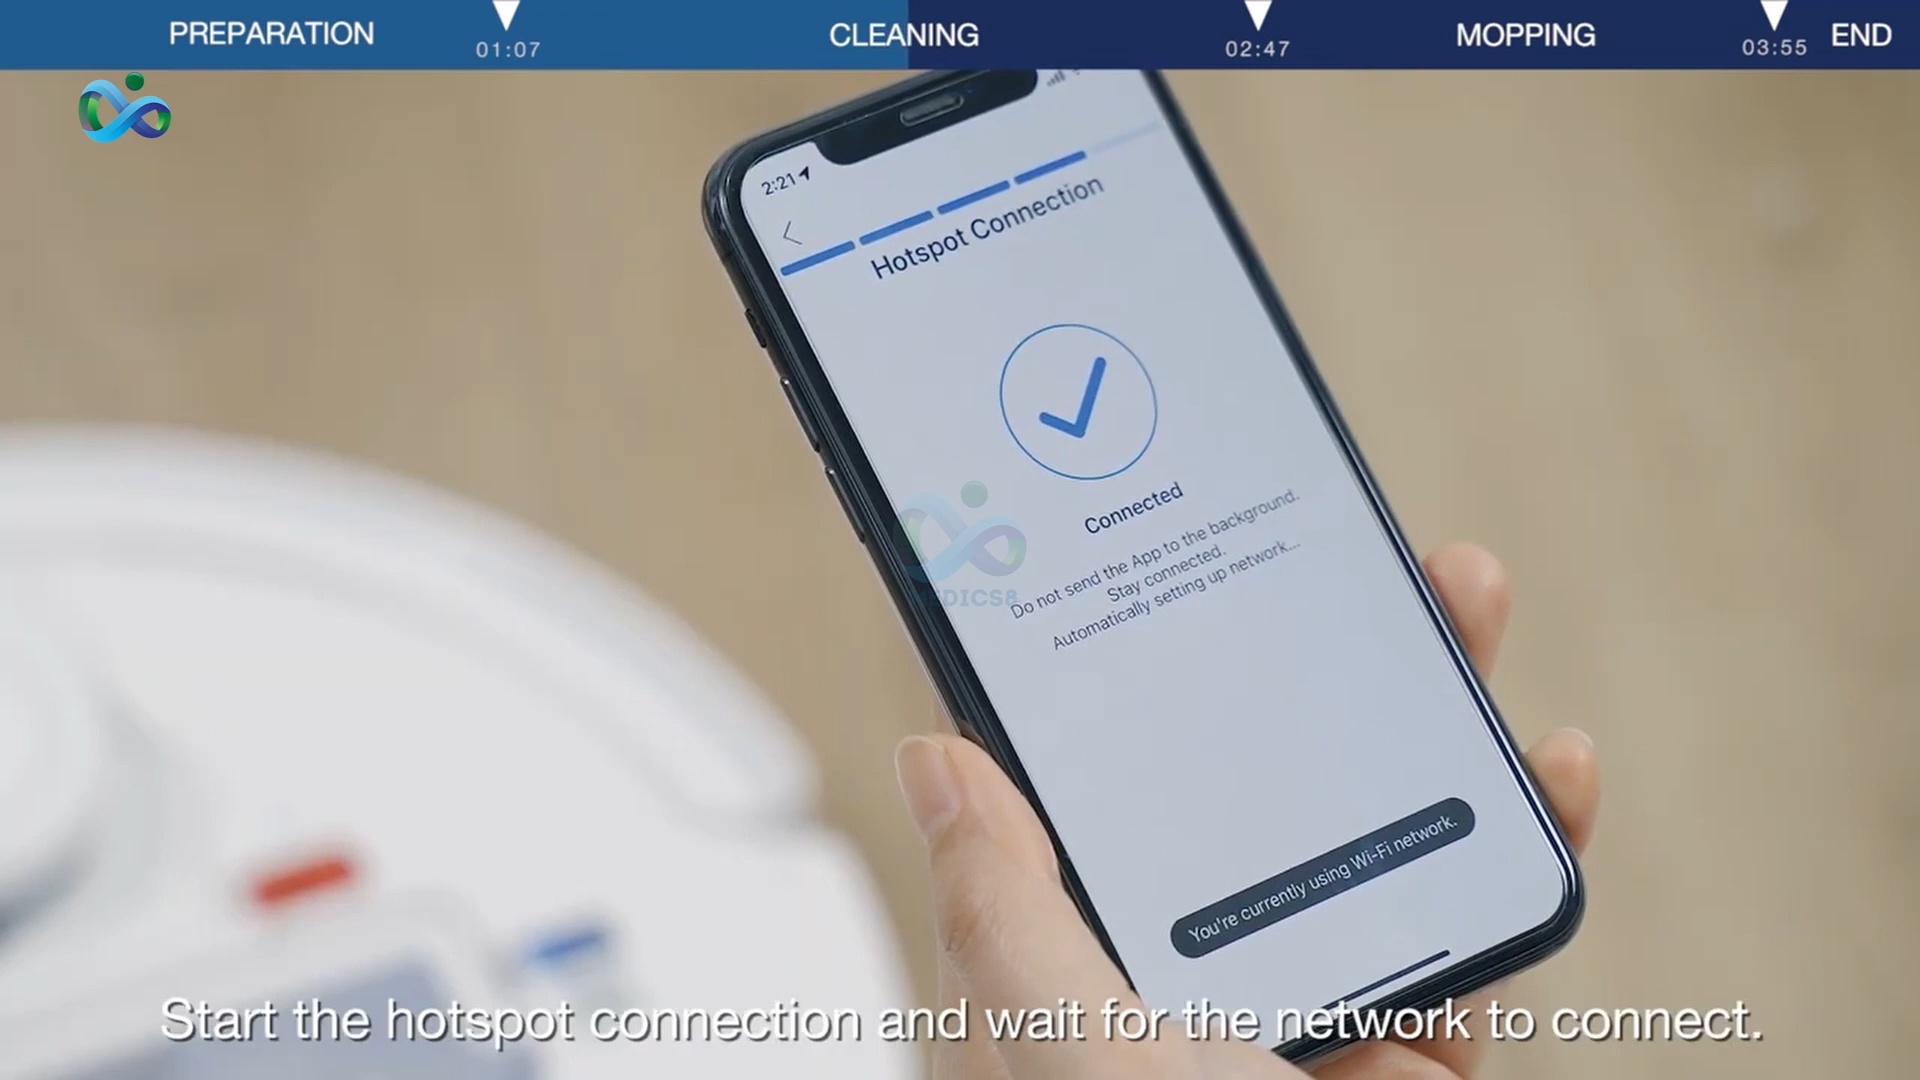 PREPARATION
01:07
CLEANING
02:47
MOPPING
03:55
END
2:21
Hotspot Connection
Connected
Do not send the App to the background.
Stay connected.
Automatically setting up network...
MEDICS8
You're currently using Wi-Fi network.
Start the hotspot connection and wait for the network to connect.